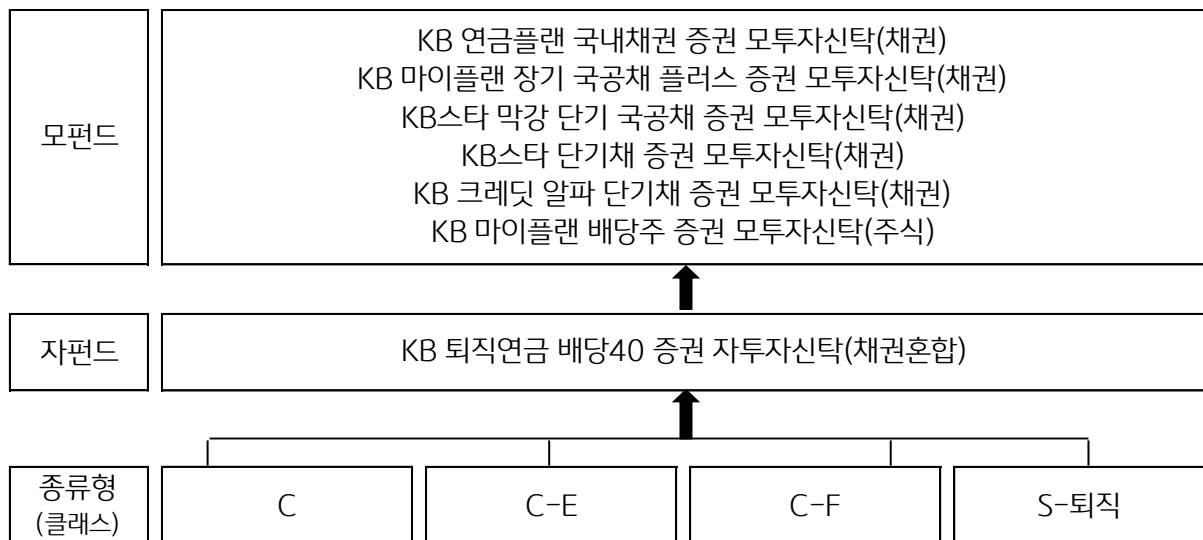 모펀드
KB 연금플랜 국내채권 증권 모투자신탁(채권)
KB 마이플랜 장기 국공채 플러스 증권 모투자신탁(채권)
KB스타 막강 단기 국공채 증권 모투자신탁(채권)
KB스타 단기채 증권 모투자신탁(채권)
KB 크레딧 알파 단기채 증권 모투자신탁(채권)
KB 마이플랜 배당주 증권 모투자신탁(주식)
자펀드
KB 퇴직연금 배당40 증권 자투자신탁(채권혼합)
종류형
(클래스)
C
C-E
C-F
S-퇴직